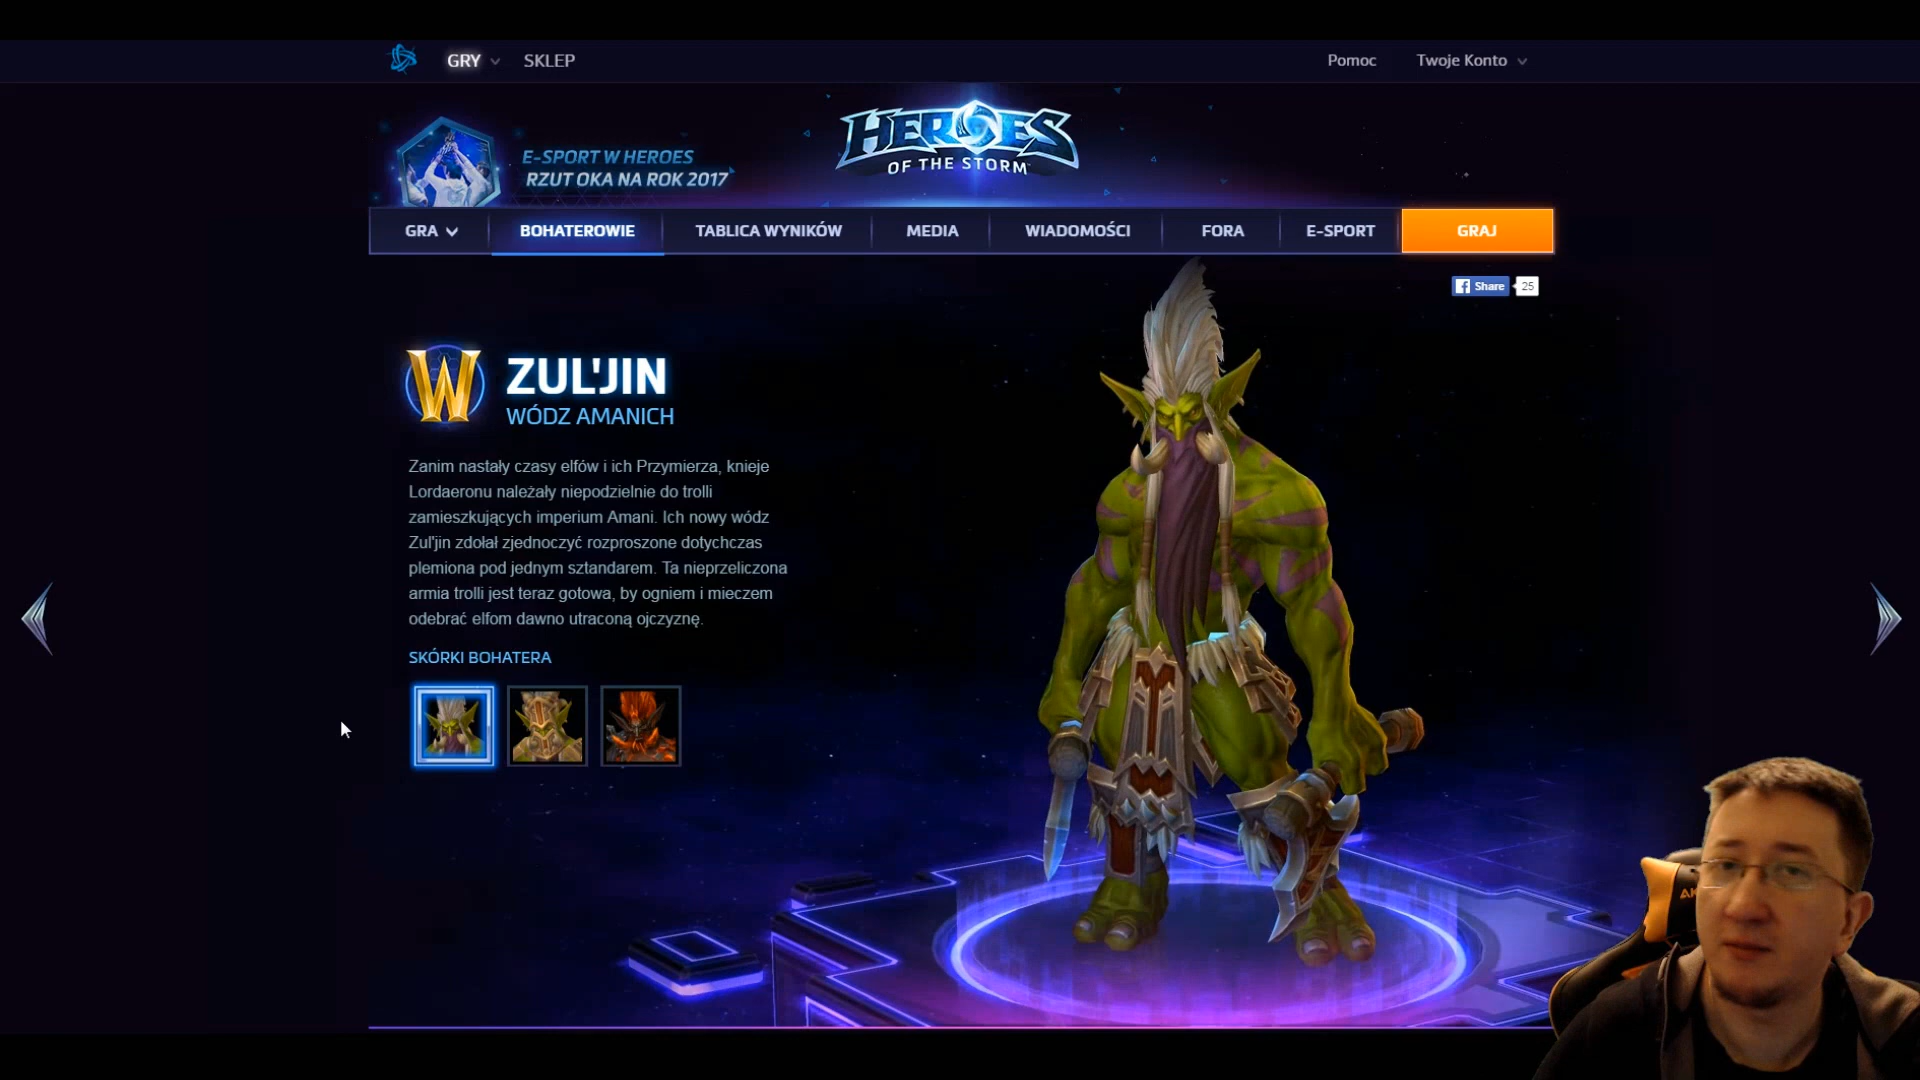 GRY SKLEP Pomoc Twoje Konto
E-SPORT W HEROES
RZUT OKA NA ROK 2017
HEROES
OF THE STORM
GRA BOHATEROWIE TABLICA WYNIKÓW MEDIA WIADOMOŚCI FORA E-SPORT GRAJ
Share 25
W
ZUL'JIN
WÓDZ AMANICH
Zanim nastały czasy elfów i ich Przymierza, knieje
Lordaeronu należały niepodzielnie do trolli
zamieszkujących imperium Amani. Ich nowy wódz
Zul'jin zdołał zjednoczyć rozproszone dotychczas
plemiona pod jednym sztandarem. Ta nieprzeliczona
armia trolli jest teraz gotowa, by ogniem i mieczem
odebrać elfom dawno utraconą ojczyznę.
SKÓRKI BOHATERA